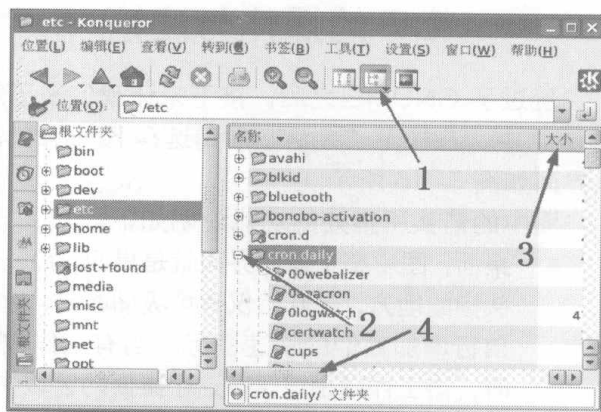 etc - Konqueror
位置(L) 编辑(E) 查看(V) 转到(G) 书签(B) 工具(T) 设置(S) 窗口(W) 帮助(H)
位置(O): /etc
根文件夹
bin
boot
dev
etc
home
lib
lost+found
media
misc
mnt
net
opt
根文件夹
名称 大小
avahi
blkid
bluetooth
bonobo-activation
cron.d
cron.daily
00webalizer
0anacron
0logwatch 4
certwatch
cups
cron.daily/ 文件夹
1
2
3
4